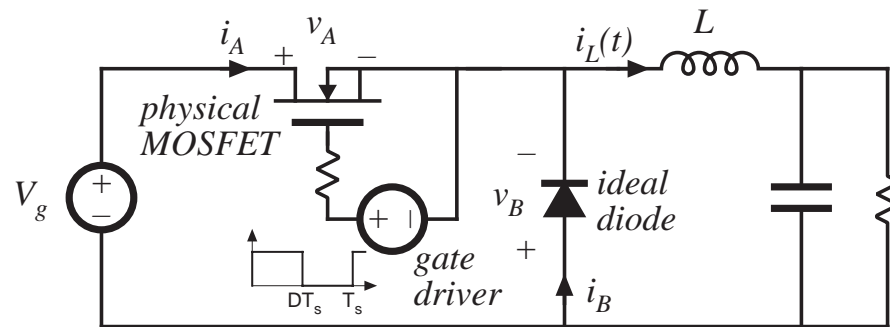 i_A
+ v_A −
i_L(t)
L
physical
MOSFET
V_g
+
−
+ −
DT_s T_s
gate
driver
−
v_B
+
ideal
diode
i_B